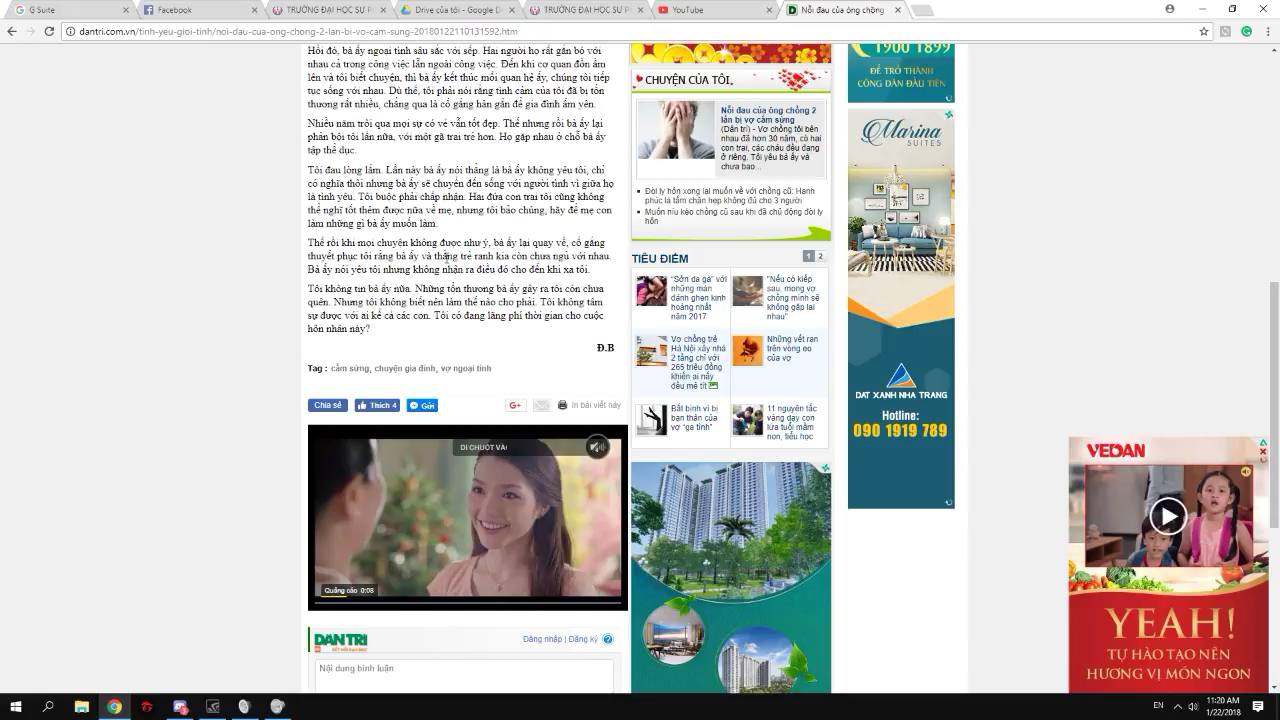 G Suite
Facebook
TRƯỜNG ĐẠI HỌC SƯ P
Drive của tôi - Google D
TRƯỜNG ĐẠI HỌC SƯ P
YouTube
Nỗi đau của ông chồng
dantri.com.vn/tinh-yeu-gioi-tinh/noi-dau-cua-ong-chong-2-lan-bi-vo-cam-sung-20180122110131592.htm
Hồi đó, bà ấy ngoại tình sâu sắc với sếp. Hai người họ rất gắn bó với
nhau cả trong công việc lẫn ngoài công việc. Đến khi cơ quan đồn ầm
lên và tôi biết chuyện, thì bà ấy kết thúc mối quan hệ ấy, chúng tôi tiếp
tục sống với nhau. Dù thế, tôi phải nói rằng tình cảm của tôi đã bị tổn
thương rất nhiều, chẳng qua là cố gắng hàn gắn để gia đình ấm yên.
Nhiều năm trôi qua mọi sự có vẻ vẫn tốt đẹp. Thế nhưng rồi bà ấy lại
phản bội tôi lần nữa, với một gã trai trẻ hơn. Họ gặp nhau ở chỗ bà ấy
tập thể dục.
Tôi đau lòng lắm. Lần này bà ấy nói thẳng là bà ấy không yêu tôi, chỉ
có nghĩa thôi nhưng bà ấy sẽ chuyển đến sống với người tình vì giữa họ
là tình yêu. Tôi buộc phải chấp nhận. Hai đứa con trai tôi cũng không
thể nghĩ tốt thêm được nữa về mẹ, nhưng tôi bảo chúng, hãy để mẹ con
làm những gì bà ấy muốn làm.
Thế rồi khi mọi chuyện không được như ý, bà ấy lại quay về, cố gắng
thuyết phục tôi rằng bà ấy và thằng trẻ ranh kia còn chưa ngủ với nhau.
Bà ấy nói yêu tôi nhưng không nhận ra điều đó cho đến khi xa tôi.
Tôi không tin bà ấy nữa. Những tổn thương bà ấy gây ra tôi còn chưa
quên. Nhưng tôi không biết nên làm thế nào cho phải. Tôi không tâm
sự được với ai kể cả các con. Tôi có đang lãng phí thời gian cho cuộc
hôn nhân này?
Đ.B
Tag : cắm sừng, chuyện gia đình, vợ ngoại tình
Chia sẻ
Thích 4
Gửi
G+
In bài viết này
DI CHUỘT VÀO
Quảng cáo 0:08
DANTRI
Đăng nhập | Đăng ký
Nội dung bình luận
CHUYỆN CỦA TÔI
Nỗi đau của ông chồng 2
lần bị vợ cắm sừng
(Dân trí) - Vợ chồng tôi bên
nhau đã hơn 30 năm, có hai
con trai, các cháu đều đang
ở riêng. Tôi yêu bà ấy và
chưa bao...
Đòi ly hôn xong lại muốn về với chồng cũ: Hạnh
phúc là tấm chăn hẹp không đủ cho 3 người
Muốn níu kéo chồng cũ sau khi đã chủ động đòi ly
hôn
TIÊU ĐIỂM
1 2
"Sởn da gà" với
những màn
đánh ghen kinh
hoàng nhất
năm 2017
"Nếu có kiếp
sau, mong vợ
chồng mình sẽ
không gặp lại
nhau"
Vợ chồng trẻ
Hà Nội xây nhà
2 tầng chỉ với
265 triệu đồng
khiến ai nấy
đều mê tít
Những vết rạn
trên vòng eo
của vợ
Bất bình vì bị
bạn thân của
vợ "gạ tình"
11 nguyên tắc
vàng dạy con
lứa tuổi mầm
non, tiểu học
1900 1899
ĐỂ TRỞ THÀNH
CÔNG DÂN ĐẦU TIÊN
Marina
SUITES
DAT XANH NHA TRANG
Hotline:
090 1919 789
VEDAN
YEAH!
TỰ HÀO TẠO NÊN
HƯƠNG VỊ MÓN NGON
EN
11:20 AM
1/22/2018